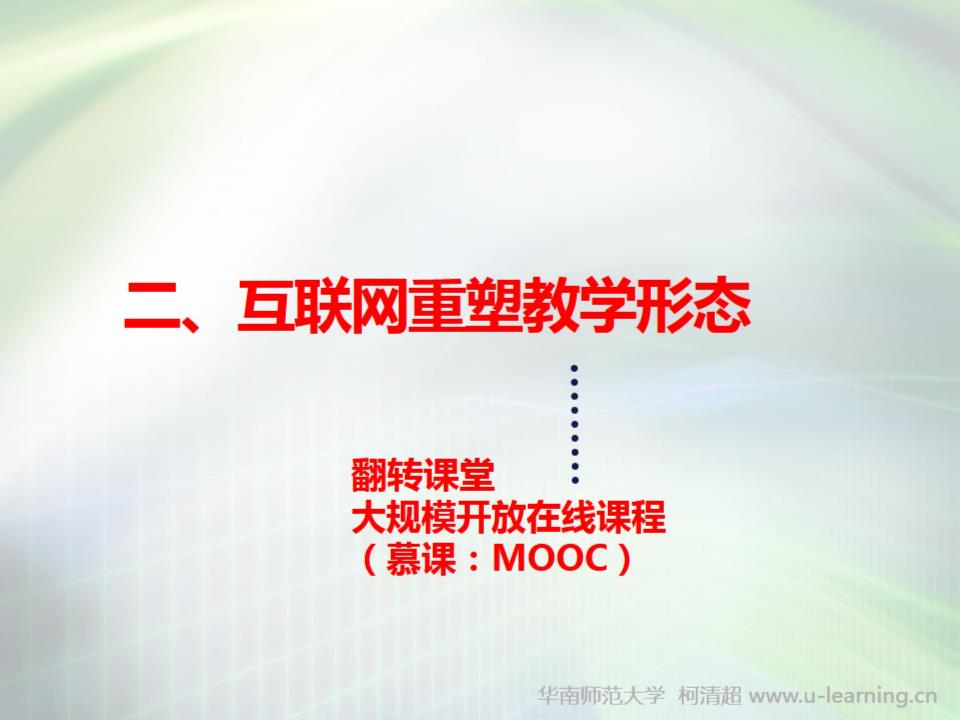 二、互联网重塑教学形态
翻转课堂
大规模开放在线课程
（慕课：MOOC）
华南师范大学 柯清超 www.u-learning.cn